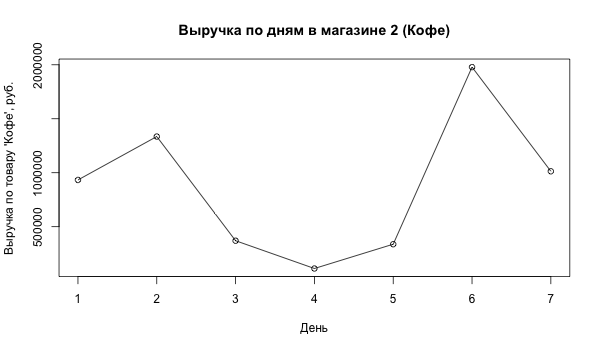 Выручка по дням в магазине 2 (Кофе)
Выручка по товару 'Кофе', руб.
2000000
1000000
500000
1 2 3 4 5 6 7
День